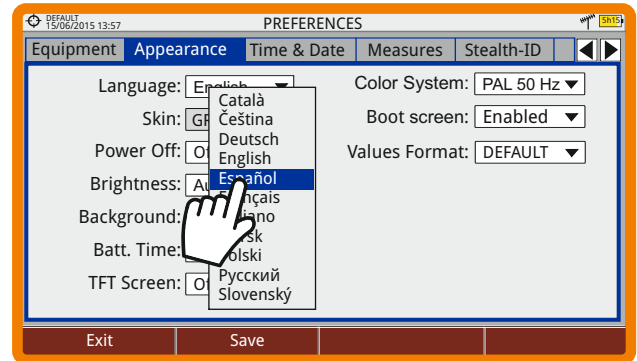 DEFAULT
15/06/2015 13:57
PREFERENCES
5h15
Equipment Appearance Time & Date Measures Stealth-ID
Language: English
Color System: PAL 50 Hz
Skin:
Boot screen: Enabled
Power Off:
Values Format: DEFAULT
Brightness:
Background:
Batt. Time:
TFT Screen:
Català
Čeština
Deutsch
English
Español
Русский
Slovenský
Exit Save